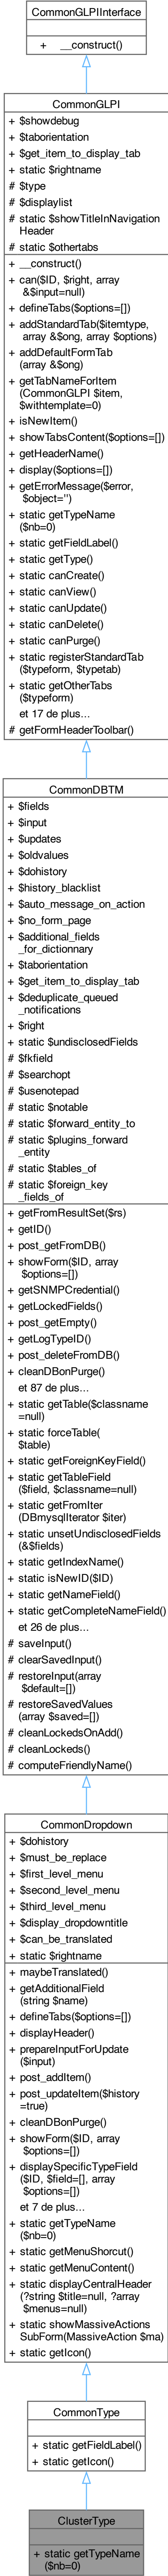 CommonGLPIInterface
+ __construct()
CommonGLPI
+ $showdebug
+ $taborientation
+ $get_item_to_display_tab
+ static $rightname
# $type
# $displaylist
# static $showTitleInNavigation
Header
# static $othertabs
+ __construct()
+ can($ID, $right, array
&$input=null)
+ defineTabs($options=[])
+ addStandardTab($itemtype,
array &$ong, array $options)
+ addDefaultFormTab
(array &$ong)
+ getTabNameForItem
(CommonGLPI $item,
$withtemplate=0)
+ isNewItem()
+ showTabsContent($options=[])
+ getHeaderName()
+ display($options=[])
+ getErrorMessage($error,
$object='')
+ static getTypeName
($nb=0)
+ static getFieldLabel()
+ static getType()
+ static canCreate()
+ static canView()
+ static canUpdate()
+ static canDelete()
+ static canPurge()
+ static registerStandardTab
($typeform, $typetab)
+ static getOtherTabs
($typeform)
et 17 de plus...
# getFormHeaderToolbar()
CommonDBTM
+ $fields
+ $input
+ $updates
+ $oldvalues
+ $dohistory
+ $history_blacklist
+ $auto_message_on_action
+ $no_form_page
+ $additional_fields
_for_dictionnary
+ $taborientation
+ $get_item_to_display_tab
+ $deduplicate_queued
_notifications
+ $right
+ static $undisclosedFields
# $fkfield
# $searchopt
# $usenotepad
# static $notable
# static $forward_entity_to
# static $plugins_forward
_entity
# static $tables_of
# static $foreign_key
_fields_of
+ getFromResultSet($rs)
+ getID()
+ post_getFromDB()
+ showForm($ID, array
$options=[])
+ getSNMPCredential()
+ getLockedFields()
+ post_getEmpty()
+ getLogTypeID()
+ post_deleteFromDB()
+ cleanDBonPurge()
et 87 de plus...
+ static getTable($classname
=null)
+ static forceTable(
$table)
+ static getForeignKeyField()
+ static getTableField
($field, $classname=null)
+ static getFromIter
(DBmysqlIterator $iter)
+ static unsetUndisclosedFields
(&$fields)
+ static getIndexName()
+ static isNewID($ID)
+ static getNameField()
+ static getCompleteNameField()
et 26 de plus...
# saveInput()
# clearSavedInput()
# restoreInput(array
$default=[])
# restoreSavedValues
(array $saved=[])
# cleanLockedsOnAdd()
# cleanLockeds()
# computeFriendlyName()
CommonDropdown
+ $dohistory
+ $must_be_replace
+ $first_level_menu
+ $second_level_menu
+ $third_level_menu
+ $display_dropdowntitle
+ $can_be_translated
+ static $rightname
+ maybeTranslated()
+ getAdditionalField
(string $name)
+ defineTabs($options=[])
+ displayHeader()
+ prepareInputForUpdate
($input)
+ post_addItem()
+ post_updateItem($history
=true)
+ cleanDBonPurge()
+ showForm($ID, array
$options=[])
+ displaySpecificTypeField
($ID, $field=[], array
$options=[])
et 7 de plus...
+ static getTypeName
($nb=0)
+ static getMenuShorcut()
+ static getMenuContent()
+ static displayCentralHeader
(?string $title=null, ?array
$menus=null)
+ static showMassiveActions
SubForm(MassiveAction $ma)
+ static getIcon()
CommonType
+ static getFieldLabel()
+ static getIcon()
ClusterType
+ static getTypeName
($nb=0)